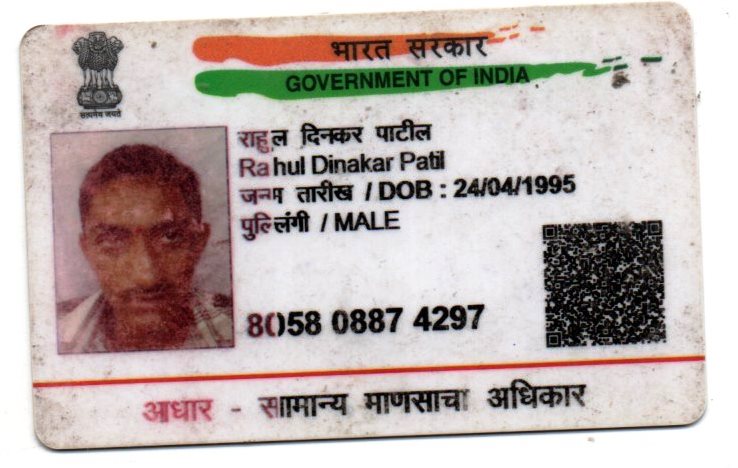 भारत सरकार
GOVERNMENT OF INDIA
सत्यमेव जयते
राहुल दिनकर पाटील
Rahul Dinakar Patil
जन्म तारीख / DOB : 24/04/1995
पुल्लिंगी / MALE
8058 0887 4297
आधार - सामान्य माणसाचा अधिकार